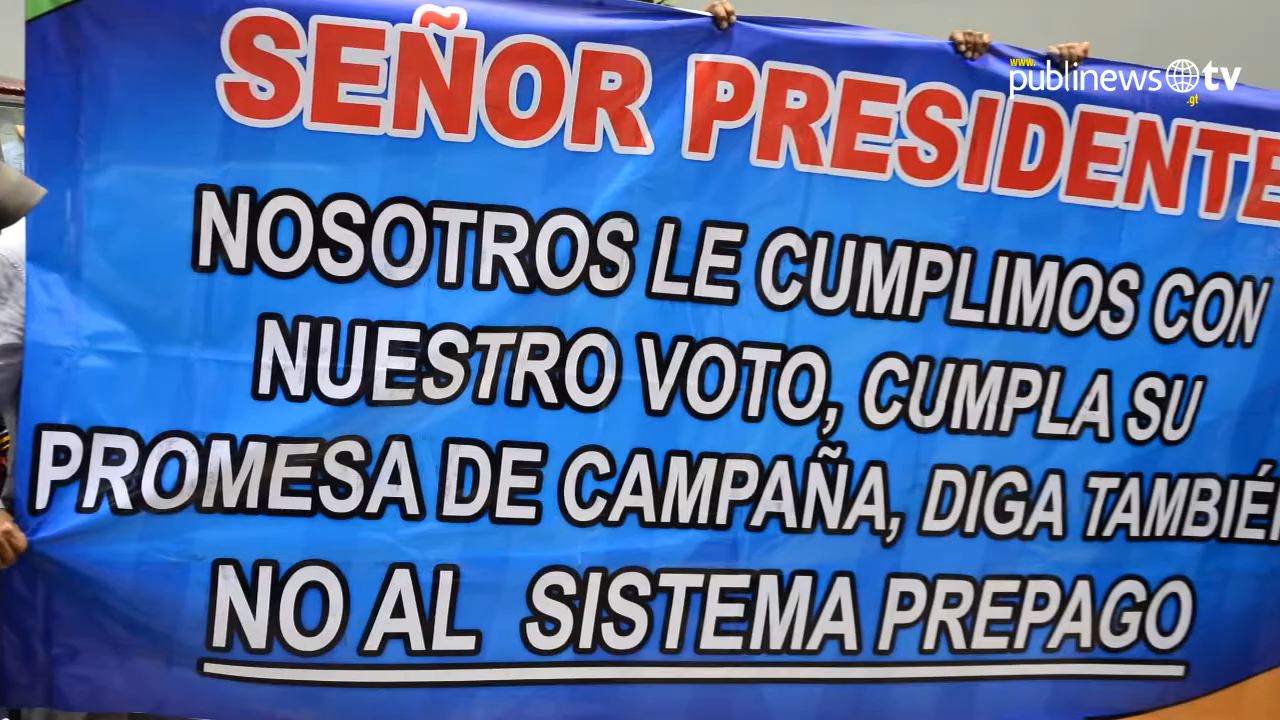 www.
publinews tv
.gt
SEÑOR PRESIDENTE
NOSOTROS LE CUMPLIMOS CON
NUESTRO VOTO, CUMPLA SU
PROMESA DE CAMPAÑA, DIGA TAMBIÉN
NO AL SISTEMA PREPAGO